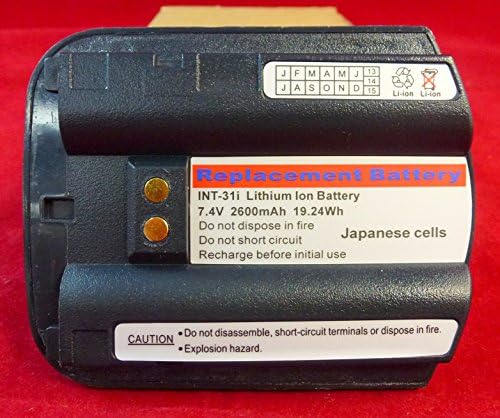 J F M A M J 13
14
J A S O N D 15
Li-ion Li-ion
Replacement Battery
INT-31i Lithium Ion Battery
7.4V 2600mAh 19.24Wh
Do not dispose in fire
Do not short circuit
Japanese cells
Recharge before initial use
CAUTION
•Do not disassemble, short-circuit terminals or dispose in fire.
•Explosion hazard.